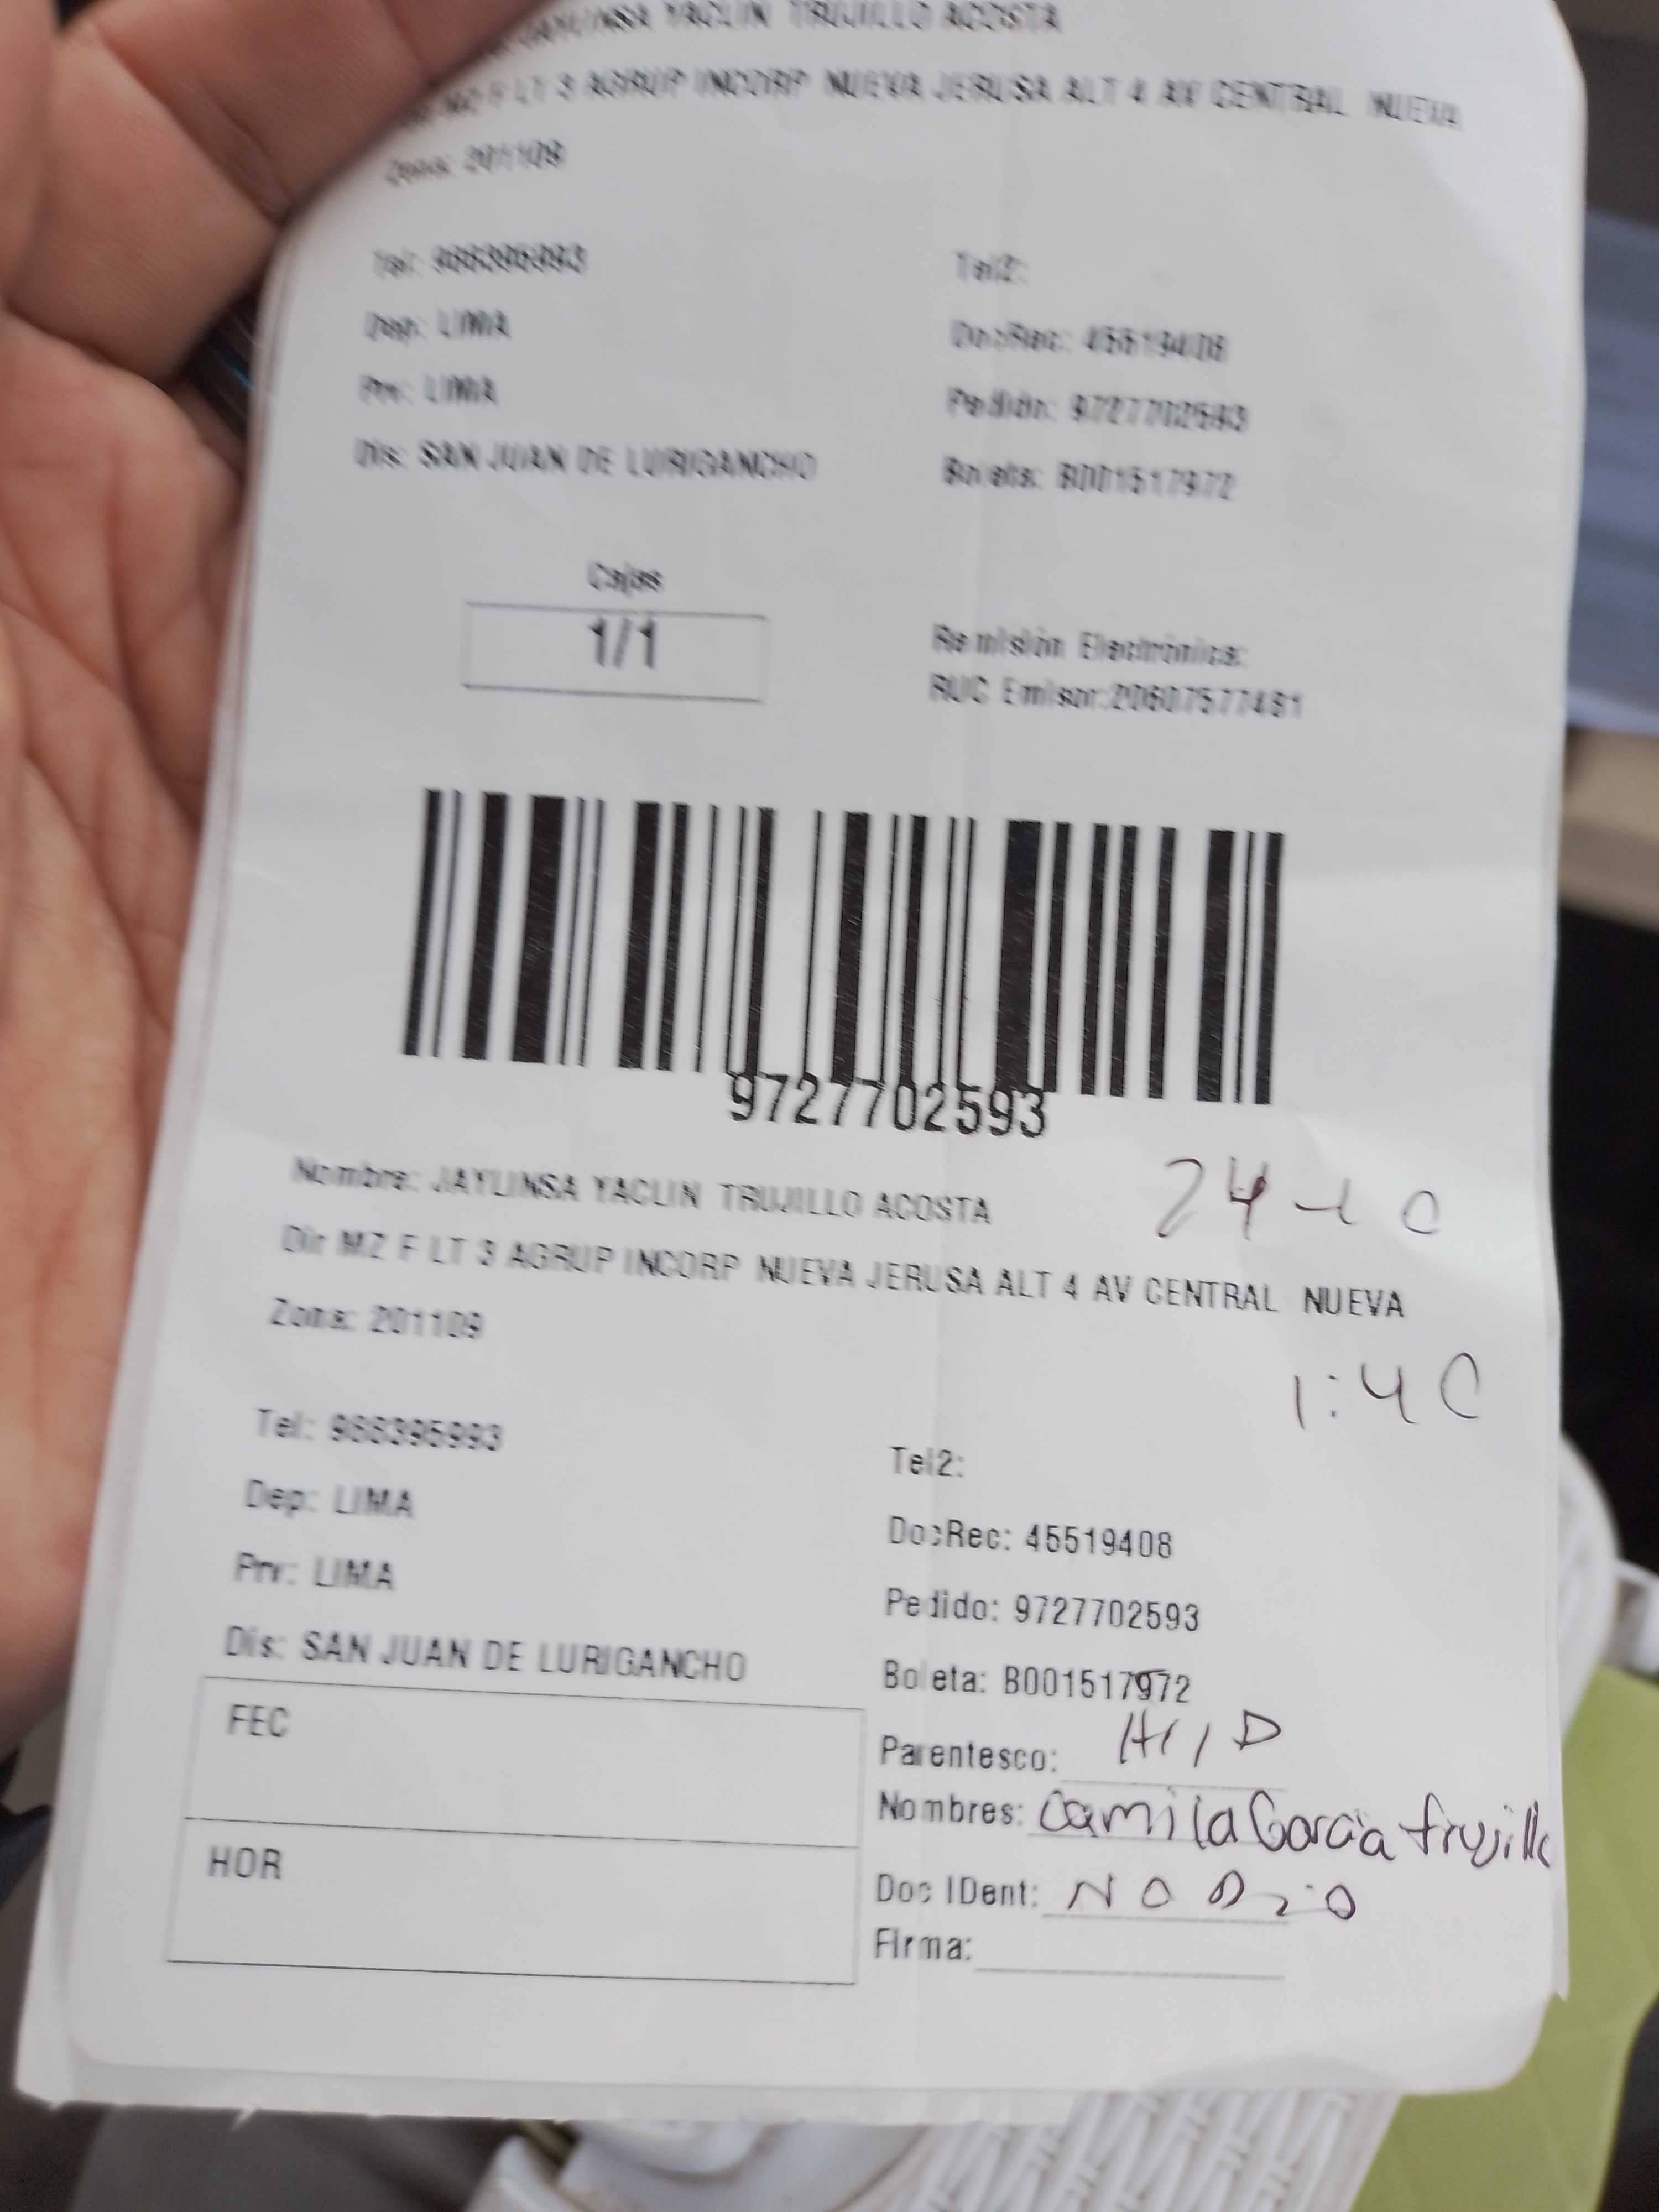 YACLIN TRUJILLO ACOSTA
MZ F LT 3 AGRUP INCORP NUEVA JERUSA ALT 4 AV CENTRAL NUEVA
Zona: 201109
Tel: 988395993
Tel2:
Dep: LIMA
DocRec: 45519408
Prv: LIMA
Pedido: 9727702593
Dis: SAN JUAN DE LURIGANCHO
Boleta: B001517972
Cajas
1/1
Remisión Electrónica:
RUC Emisor:20607577481
9727702593
Nombre: JAYLINSA YACLIN TRUJILLO ACOSTA
24-10
Dir MZ F LT 3 AGRUP INCORP NUEVA JERUSA ALT 4 AV CENTRAL NUEVA
Zona: 201109
1:40
Tel: 988395993
Tel2:
Dep: LIMA
DocRec: 45519408
Prv: LIMA
Pedido: 9727702593
Dis: SAN JUAN DE LURIGANCHO
Boleta: B001517972
FEC
Parentesco:
Nombres: Camila Garcia trujillo
HOR
Doc IDent: NO
Firma: